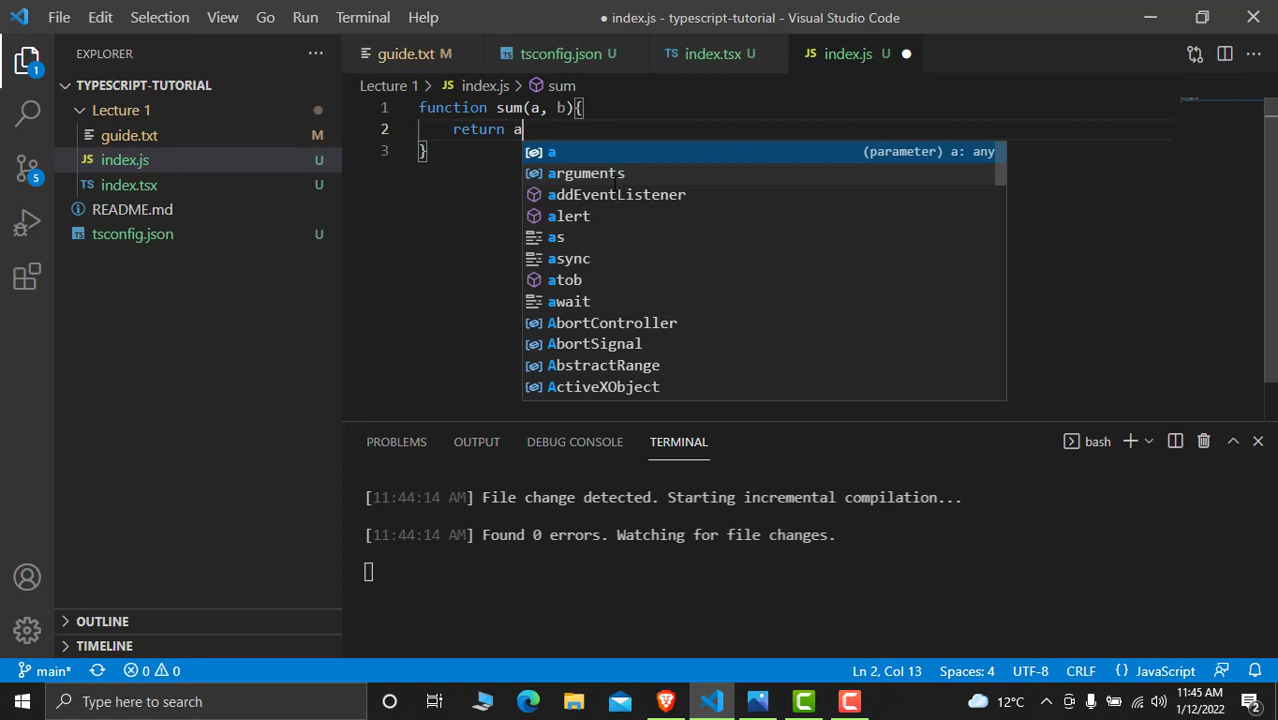 File Edit Selection View Go Run Terminal Help ● index.js - typescript-tutorial - Visual Studio Code
EXPLORER
guide.txt M
tsconfig.json U
TS index.tsx U
JS index.js U
TYPESCRIPT-TUTORIAL
Lecture 1
guide.txt M
JS index.js U
TS index.tsx U
README.md
tsconfig.json U
1
5
Lecture 1 > JS index.js > sum
1 function sum(a, b){
2 return a
3 }
a (parameter) a: any
arguments
addEventListener
alert
as
async
atob
await
AbortController
AbortSignal
AbstractRange
ActiveXObject
PROBLEMS OUTPUT DEBUG CONSOLE TERMINAL
bash
[11:44:14 AM] File change detected. Starting incremental compilation...
[11:44:14 AM] Found 0 errors. Watching for file changes.
OUTLINE
TIMELINE
main* 0 0 Ln 2, Col 13 Spaces: 4 UTF-8 CRLF {} JavaScript
Type here to search
12°C
11:45 AM
1/12/2022
2